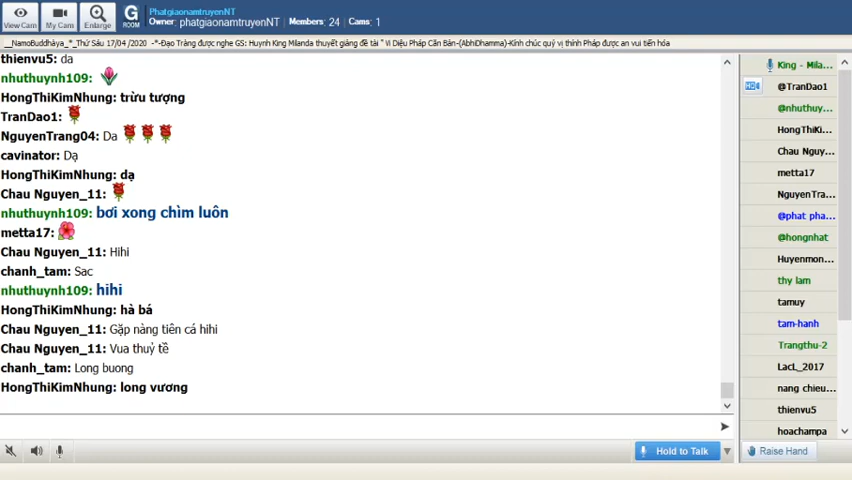 View Cam
My Cam
Enlarge
G
ROOM
PhatgiaonamtruyenNT
Owner: phatgiaonamtruyenNT
Members: 24
Cams: 1
__NamoBuddhàya_*_Thứ Sáu 17/04 /2020 -*-Đạo Tràng được nghe GS: Huynh King Milanda thuyết giảng đề tài " Vi Diệu Pháp Căn Bản-(AbhiDhamma)-Kính chúc quý vị thính Pháp được an vui tiến hóa
thienvu5: da
nhuthuynh109:
HongThiKimNhung: trừu tượng
TranDao1:
NguyenTrang04: Da
cavinator: Dạ
HongThiKimNhung: dạ
Chau Nguyen_11:
nhuthuynh109: bơi xong chìm luôn
metta17:
Chau Nguyen_11: Hihi
chanh_tam: Sac
nhuthuynh109: hihi
HongThiKimNhung: hà bá
Chau Nguyen_11: Gặp nàng tiên cá hihi
Chau Nguyen_11: Vua thuỷ tề
chanh_tam: Long buong
HongThiKimNhung: long vương
King - Mila...
@TranDao1
@nhuthuy...
HongThiKi...
Chau Nguy...
metta17
NguyenTra...
@phat pha...
@hongnhat
Huyenmon...
thy lam
tamuy
tam-hanh
Trangthu-2
LacL_2017
nang chieu...
thienvu5
hoachampa
Hold to Talk
Raise Hand